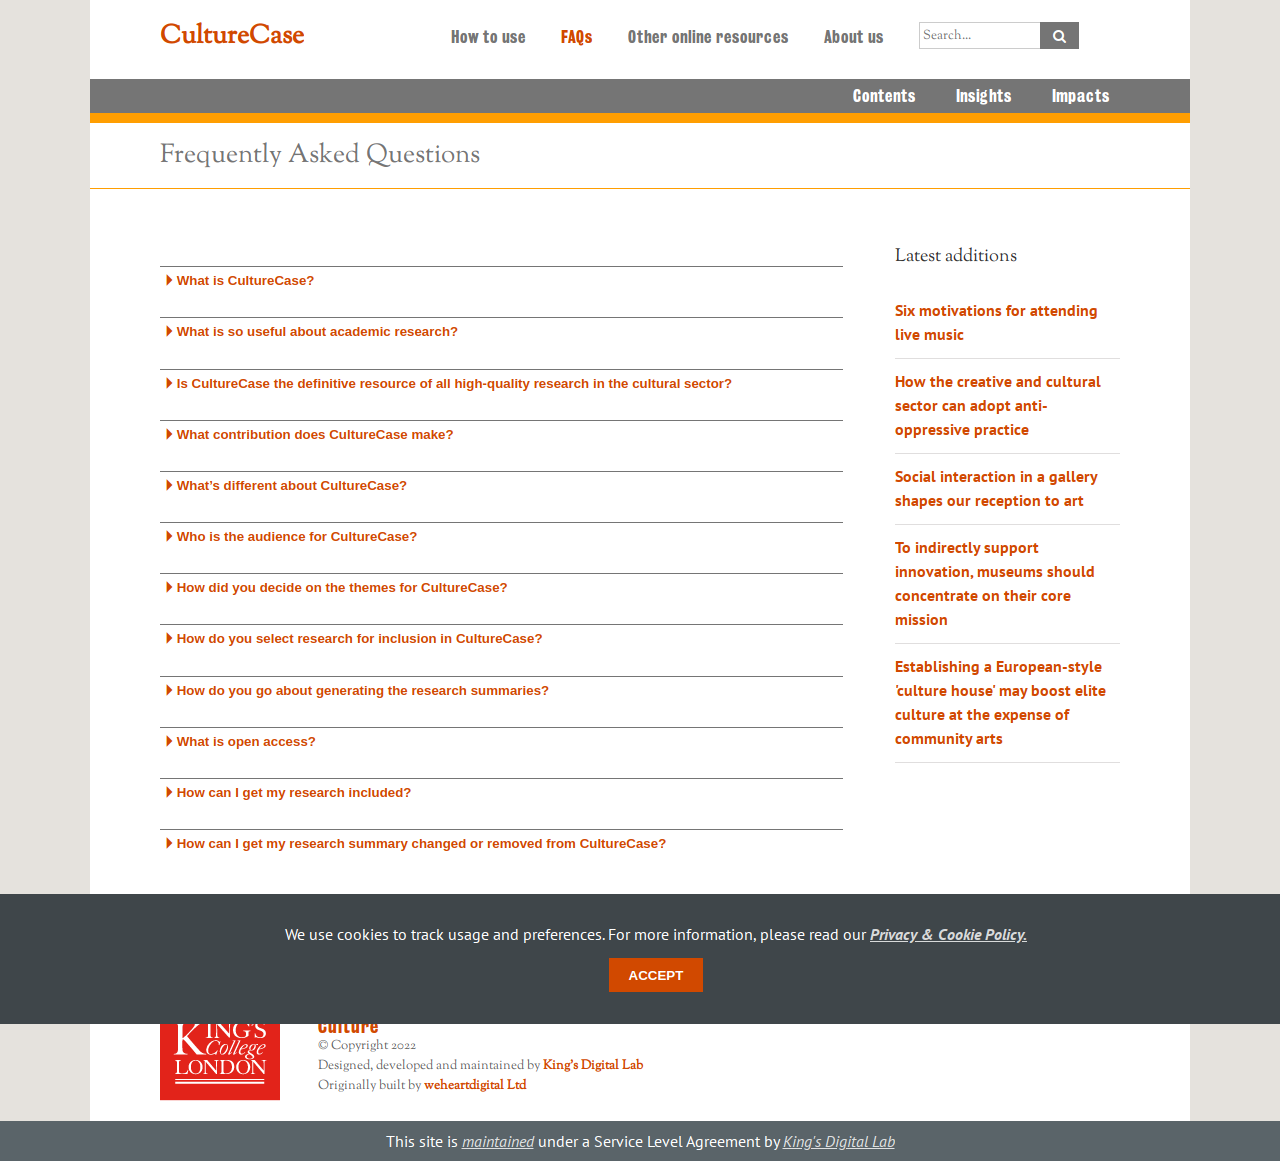 CultureCase
How to use
FAQs
Other online resources
About us
Search...
Contents
Insights
Impacts
Frequently Asked Questions
What is CultureCase?
What is so useful about academic research?
Is CultureCase the definitive resource of all high-quality research in the cultural sector?
What contribution does CultureCase make?
What’s different about CultureCase?
Who is the audience for CultureCase?
How did you decide on the themes for CultureCase?
How do you select research for inclusion in CultureCase?
How do you go about generating the research summaries?
What is open access?
How can I get my research included?
How can I get my research summary changed or removed from CultureCase?
Latest additions
Six motivations for attending
live music
How the creative and cultural
sector can adopt anti-
oppressive practice
Social interaction in a gallery
shapes our reception to art
To indirectly support
innovation, museums should
concentrate on their core
mission
Establishing a European-style
'culture house' may boost elite
culture at the expense of
community arts
We use cookies to track usage and preferences. For more information, please read our Privacy & Cookie Policy.
ACCEPT
KING'S
College
LONDON
Culture
© Copyright 2022
Designed, developed and maintained by King's Digital Lab
Originally built by weheartdigital Ltd
This site is maintained under a Service Level Agreement by King's Digital Lab